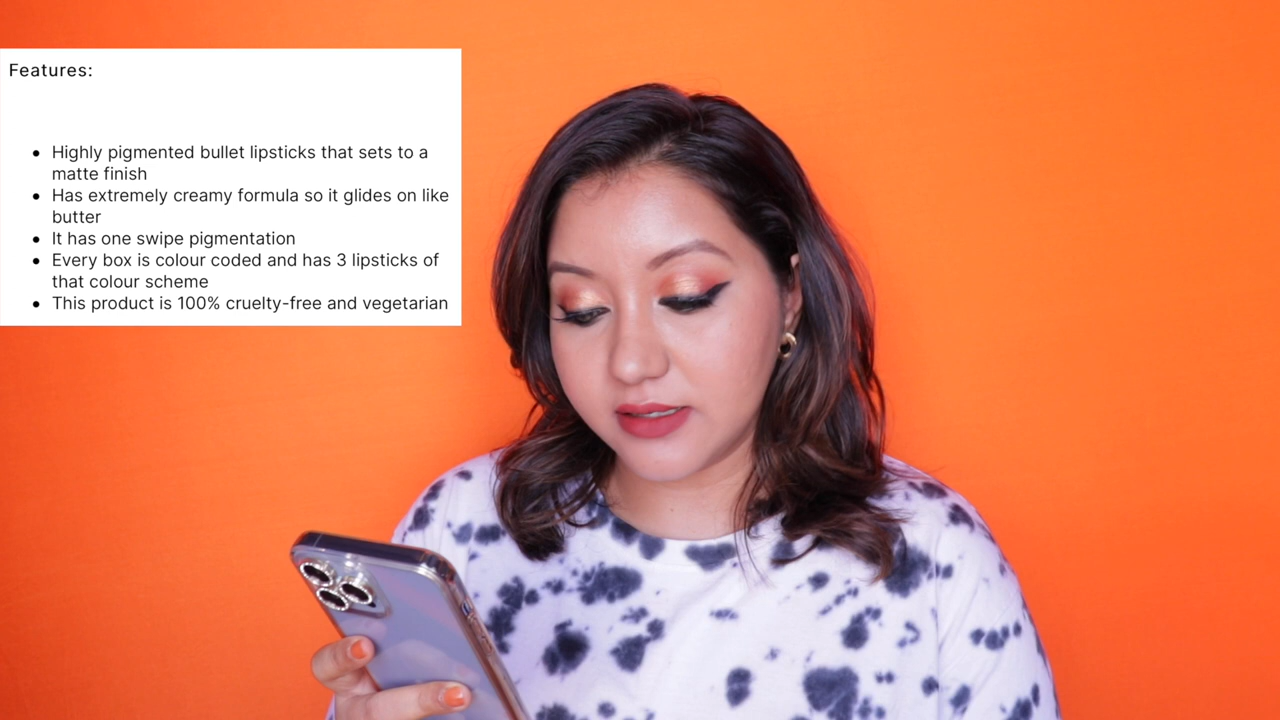 Features:
• Highly pigmented bullet lipsticks that sets to a
matte finish
• Has extremely creamy formula so it glides on like
butter
• It has one swipe pigmentation
• Every box is colour coded and has 3 lipsticks of
that colour scheme
• This product is 100% cruelty-free and vegetarian